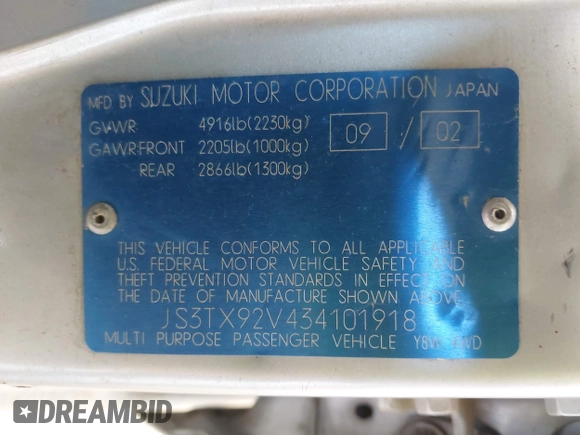 MFD BY SUZUKI MOTOR CORPORATION JAPAN
GVWR 4916lb(2230kg) 09 / 02
GAWR:FRONT 2205lb(1000kg)
REAR 2866lb(1300kg)
THIS VEHICLE CONFORMS TO ALL APPLICABLE
U.S. FEDERAL MOTOR VEHICLE SAFETY AND
THEFT PREVENTION STANDARDS IN EFFECT ON
THE DATE OF MANUFACTURE SHOWN ABOVE.
JS3TX92V434101918
MULTI PURPOSE PASSENGER VEHICLE
DREAMBID